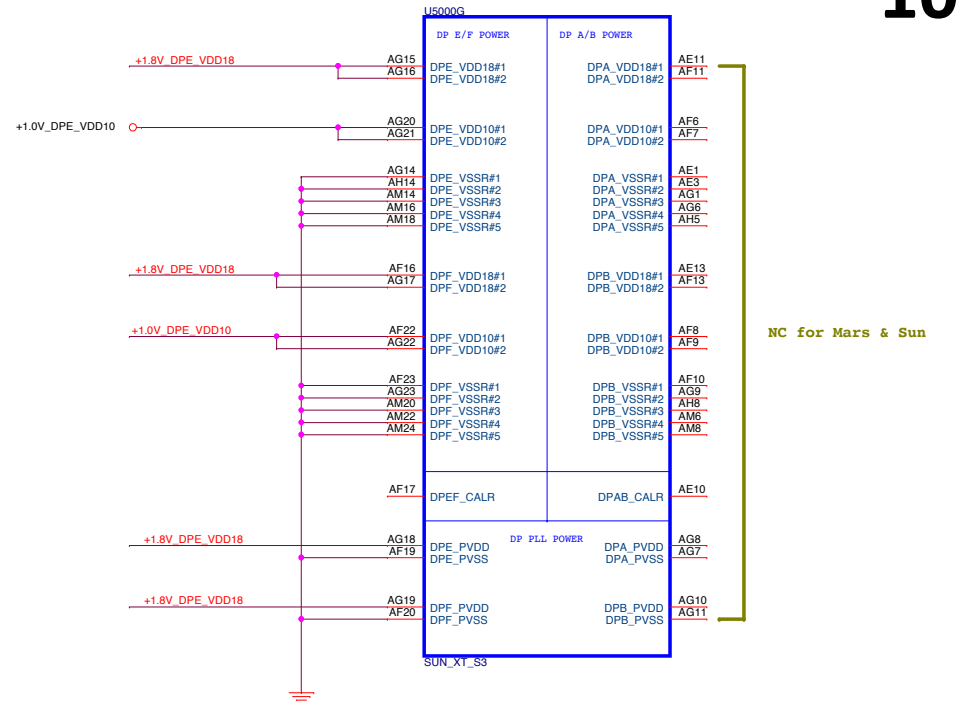 10
U5000G
DP E/F POWER DP A/B POWER
+1.8V_DPE_VDD18 AG15 DPE_VDD18#1 DPA_VDD18#1 AE11
AG16 DPE_VDD18#2 DPA_VDD18#2 AF11
+1.0V_DPE_VDD10 AG20 DPE_VDD10#1 DPA_VDD10#1 AF6
AG21 DPE_VDD10#2 DPA_VDD10#2 AF7
AG14 DPE_VSSR#1 DPA_VSSR#1 AE1
AH14 DPE_VSSR#2 DPA_VSSR#2 AE3
AM14 DPE_VSSR#3 DPA_VSSR#3 AG1
AM16 DPE_VSSR#4 DPA_VSSR#4 AG6
AM18 DPE_VSSR#5 DPA_VSSR#5 AH5
+1.8V_DPE_VDD18 AF16 DPF_VDD18#1 DPB_VDD18#1 AE13
AG17 DPF_VDD18#2 DPB_VDD18#2 AF13
+1.0V_DPE_VDD10 AF22 DPF_VDD10#1 DPB_VDD10#1 AF8
AG22 DPF_VDD10#2 DPB_VDD10#2 AF9
NC for Mars & Sun
AF23 DPF_VSSR#1 DPB_VSSR#1 AF10
AG23 DPF_VSSR#2 DPB_VSSR#2 AG9
AM20 DPF_VSSR#3 DPB_VSSR#3 AH8
AM22 DPF_VSSR#4 DPB_VSSR#4 AM6
AM24 DPF_VSSR#5 DPB_VSSR#5 AM8
AF17 DPEF_CALR DPAB_CALR AE10
DP PLL POWER
+1.8V_DPE_VDD18 AG18 DPE_PVDD DPA_PVDD AG8
AF19 DPE_PVSS DPA_PVSS AG7
+1.8V_DPE_VDD18 AG19 DPF_PVDD DPB_PVDD AG10
AF20 DPF_PVSS DPB_PVSS AG11
SUN_XT_S3